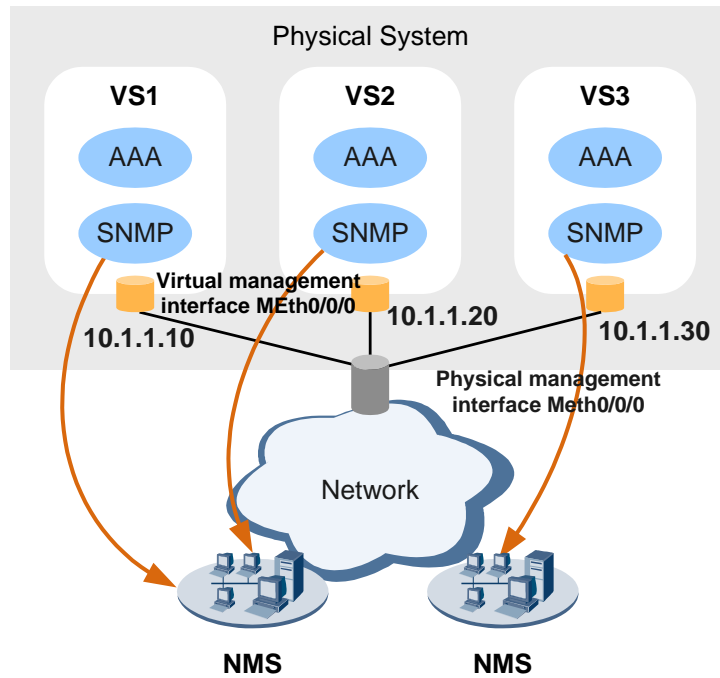 Physical System
VS1
VS2
VS3
AAA
AAA
AAA
SNMP
SNMP
SNMP
Virtual management
interface MEth0/0/0
10.1.1.10
10.1.1.20
10.1.1.30
Physical management
interface Meth0/0/0
Network
NMS
NMS